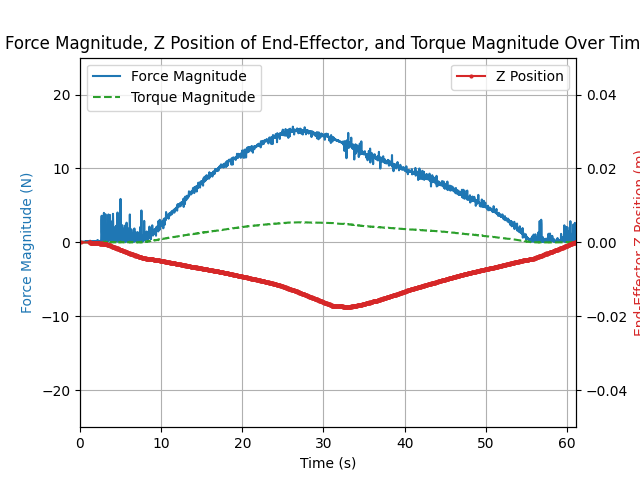 Force Magnitude, Z Position of End-Effector, and Torque Magnitude Over Tim
Force Magnitude
Torque Magnitude
Z Position
20
10
0
−10
−20
0.04
0.02
0.00
−0.02
−0.04
Force Magnitude (N)
End-Effector Z Position (m)
0 10 20 30 40 50 60
Time (s)